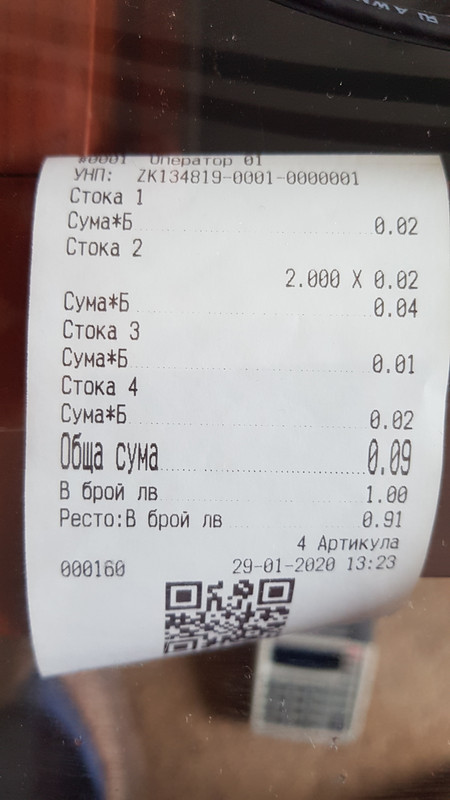 #0001 Оператор 01
УНП: ZK134819-0001-0000001
Стока 1
Сума*Б 0.02
Стока 2
2.000 X 0.02
Сума*Б 0.04
Стока 3
Сума*Б 0.01
Стока 4
Сума*Б 0.02
Обща сума 0.09
В брой лв 1.00
Ресто:В брой лв 0.91
4 Артикула
000160 29-01-2020 13:23